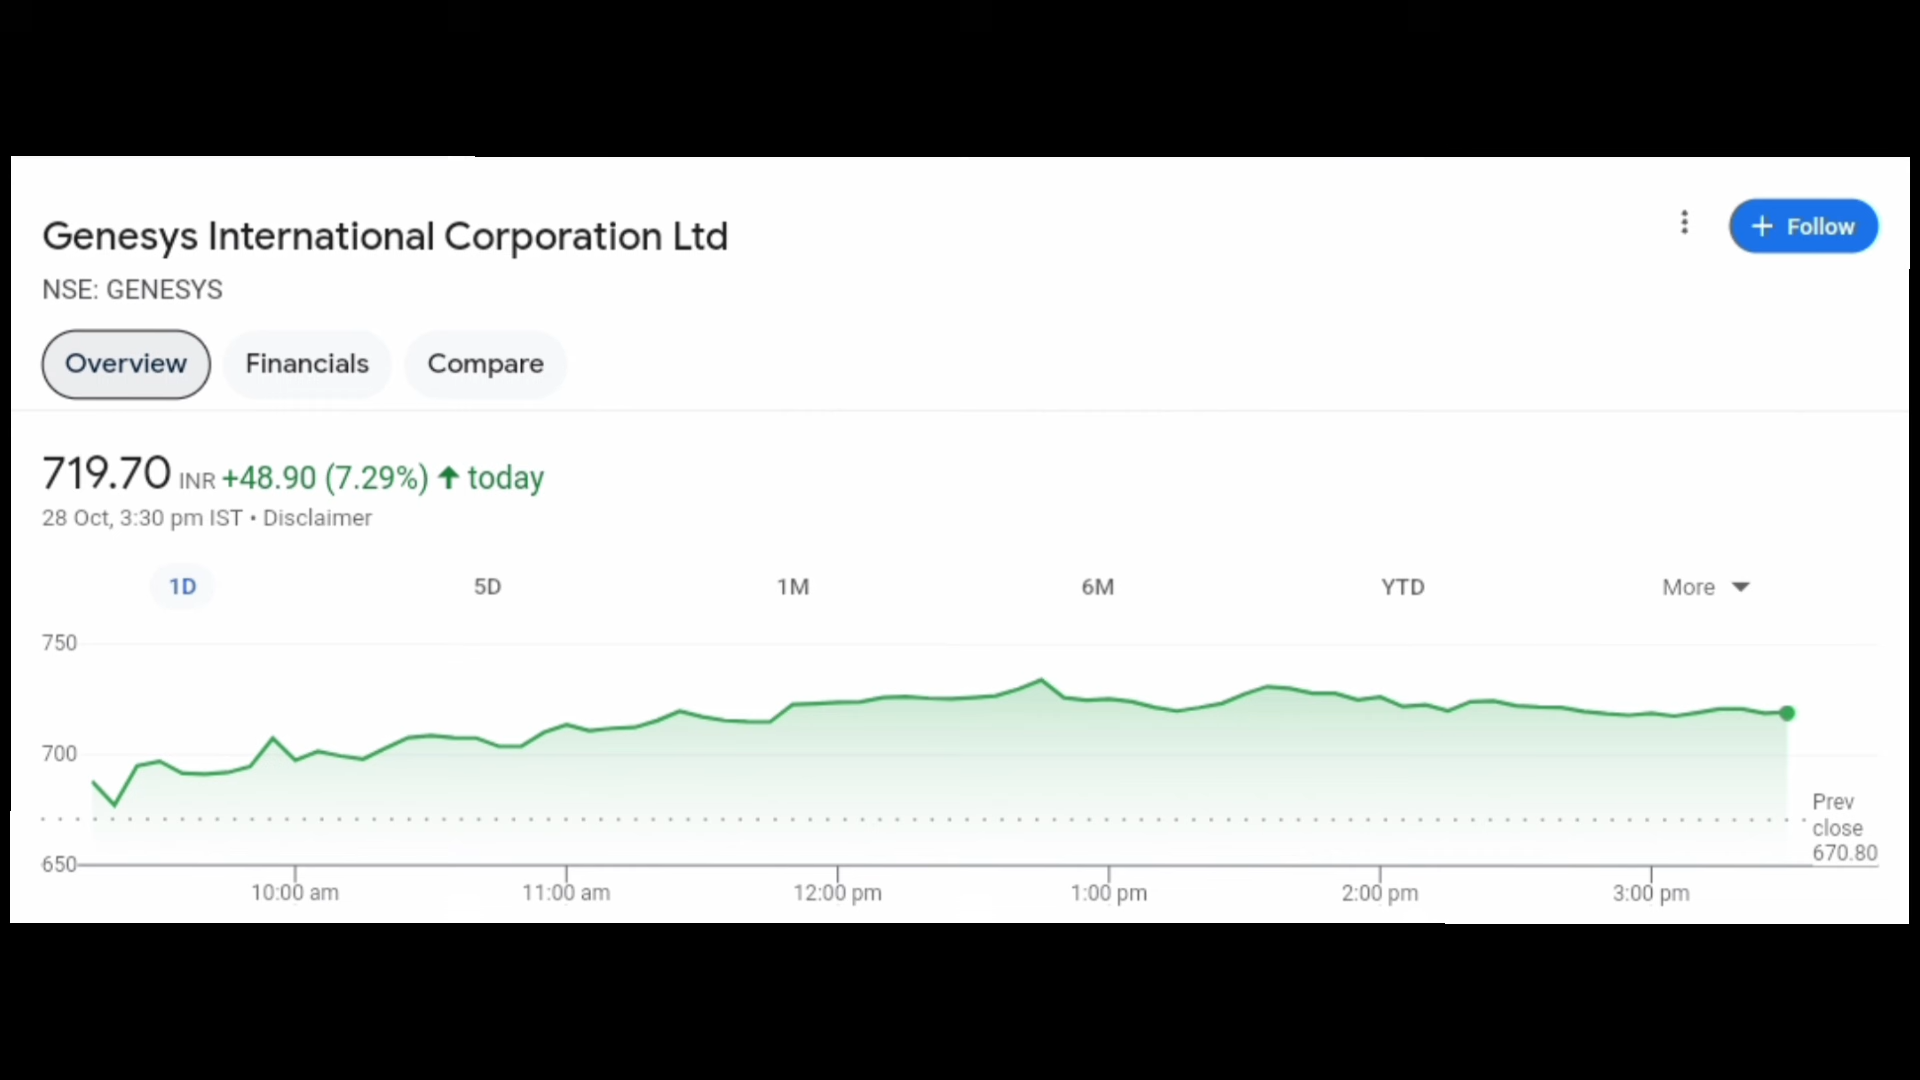 Genesys International Corporation Ltd
+ Follow
NSE: GENESYS
Overview Financials Compare
719.70 INR +48.90 (7.29%) ↑ today
28 Oct, 3:30 pm IST • Disclaimer
1D 5D 1M 6M YTD More
750
700
650
Prev
close
670.80
10:00 am 11:00 am 12:00 pm 1:00 pm 2:00 pm 3:00 pm